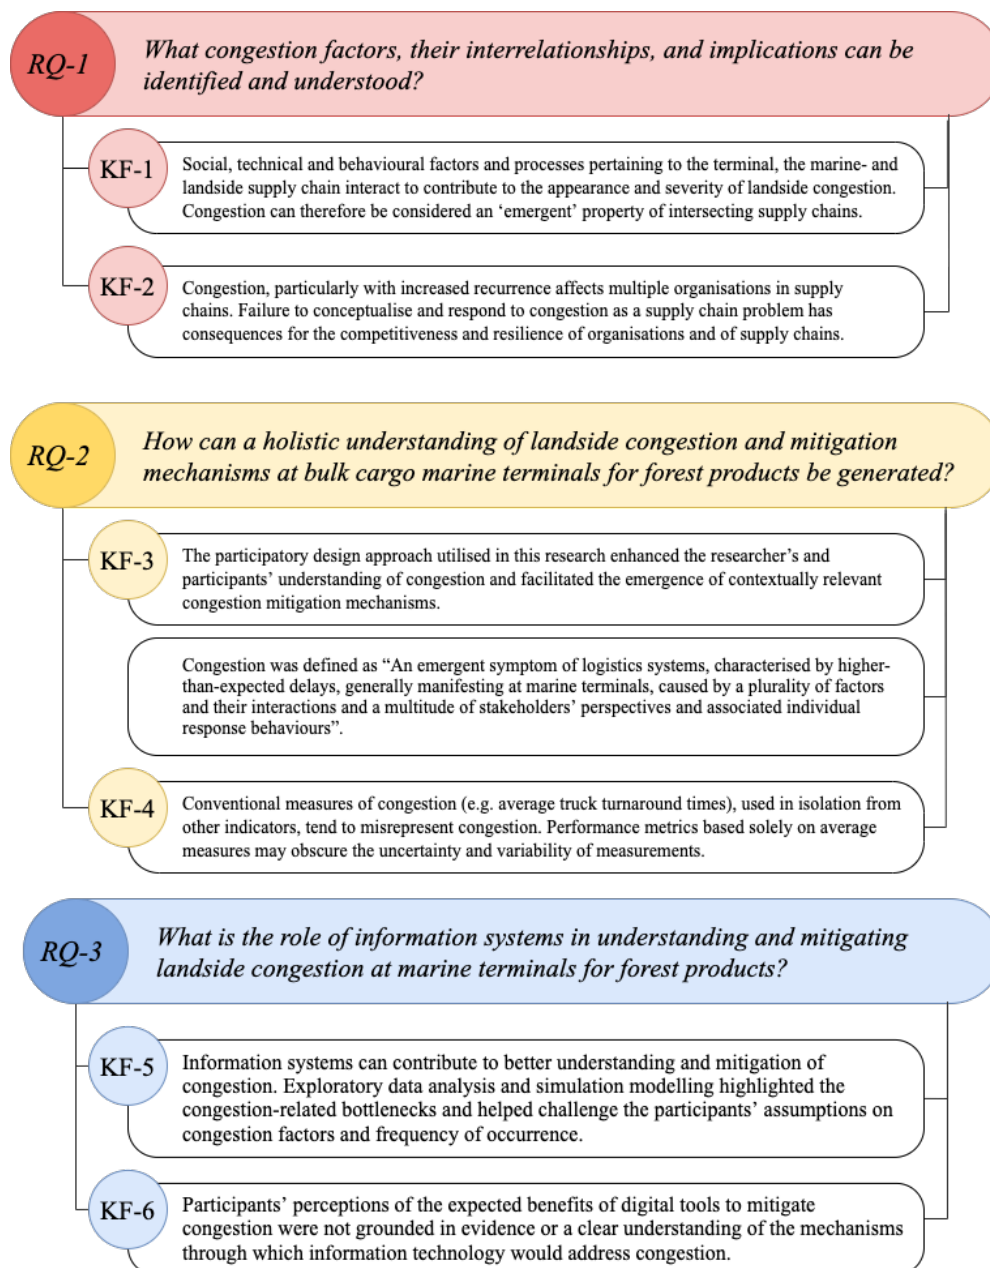 RQ-1
What congestion factors, their interrelationships, and implications can be
identified and understood?
KF-1
Social, technical and behavioural factors and processes pertaining to the terminal, the marine- and
landside supply chain interact to contribute to the appearance and severity of landside congestion.
Congestion can therefore be considered an ‘emergent’ property of intersecting supply chains.
KF-2
Congestion, particularly with increased recurrence affects multiple organisations in supply
chains. Failure to conceptualise and respond to congestion as a supply chain problem has
consequences for the competitiveness and resilience of organisations and of supply chains.
RQ-2
How can a holistic understanding of landside congestion and mitigation
mechanisms at bulk cargo marine terminals for forest products be generated?
KF-3
The participatory design approach utilised in this research enhanced the researcher’s and
participants’ understanding of congestion and facilitated the emergence of contextually relevant
congestion mitigation mechanisms.
Congestion was defined as “An emergent symptom of logistics systems, characterised by higher-
than-expected delays, generally manifesting at marine terminals, caused by a plurality of factors
and their interactions and a multitude of stakeholders’ perspectives and associated individual
response behaviours”.
KF-4
Conventional measures of congestion (e.g. average truck turnaround times), used in isolation from
other indicators, tend to misrepresent congestion. Performance metrics based solely on average
measures may obscure the uncertainty and variability of measurements.
RQ-3
What is the role of information systems in understanding and mitigating
landside congestion at marine terminals for forest products?
KF-5
Information systems can contribute to better understanding and mitigation of
congestion. Exploratory data analysis and simulation modelling highlighted the
congestion-related bottlenecks and helped challenge the participants’ assumptions on
congestion factors and frequency of occurrence.
KF-6
Participants’ perceptions of the expected benefits of digital tools to mitigate
congestion were not grounded in evidence or a clear understanding of the mechanisms
through which information technology would address congestion.